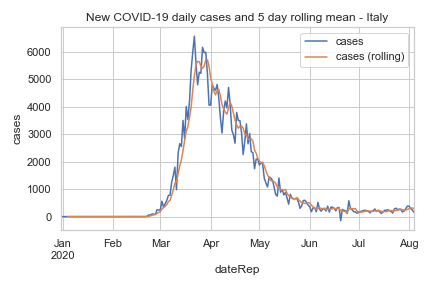 New COVID-19 daily cases and 5 day rolling mean - Italy
cases
cases (rolling)
cases
6000
5000
4000
3000
2000
1000
0
Jan Feb Mar Apr May Jun Jul Aug
2020
dateRep